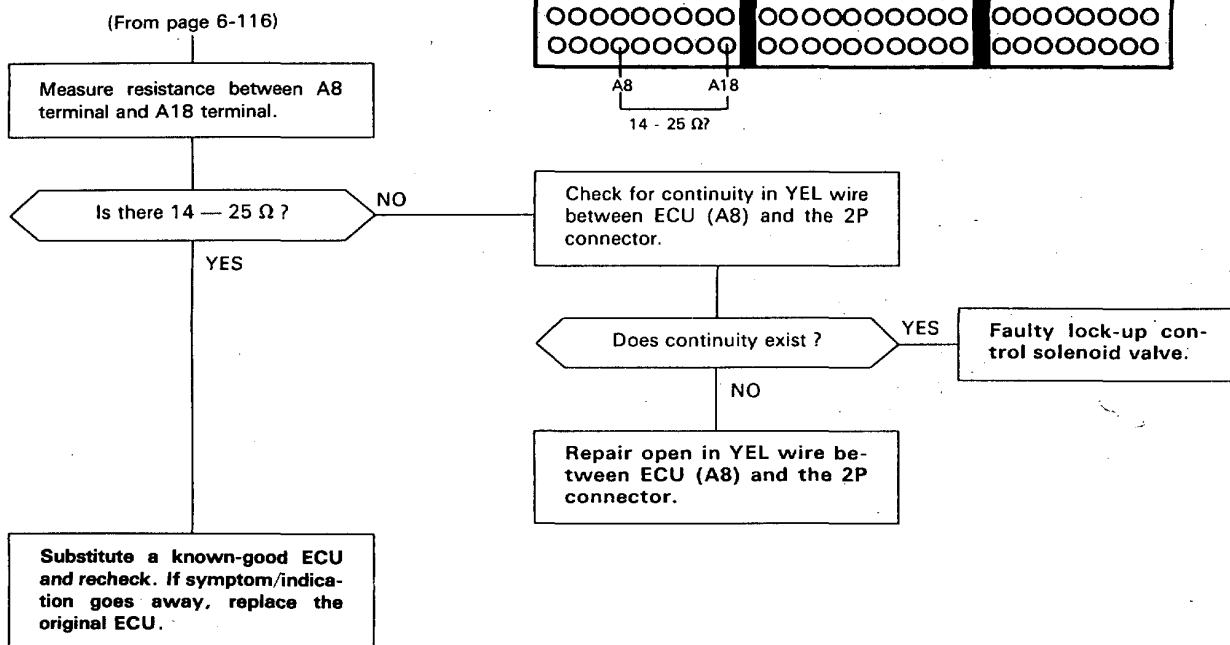 (From page 6-116)
A8
A18
14 - 25 Ω?
Measure resistance between A8
terminal and A18 terminal.
Is there 14 — 25 Ω ?
NO
YES
Check for continuity in YEL wire
between ECU (A8) and the 2P
connector.
Does continuity exist ?
YES
NO
Faulty lock-up con-
trol solenoid valve.
Repair open in YEL wire be-
tween ECU (A8) and the 2P
connector.
Substitute a known-good ECU
and recheck. If symptom/indica-
tion goes away, replace the
original ECU.